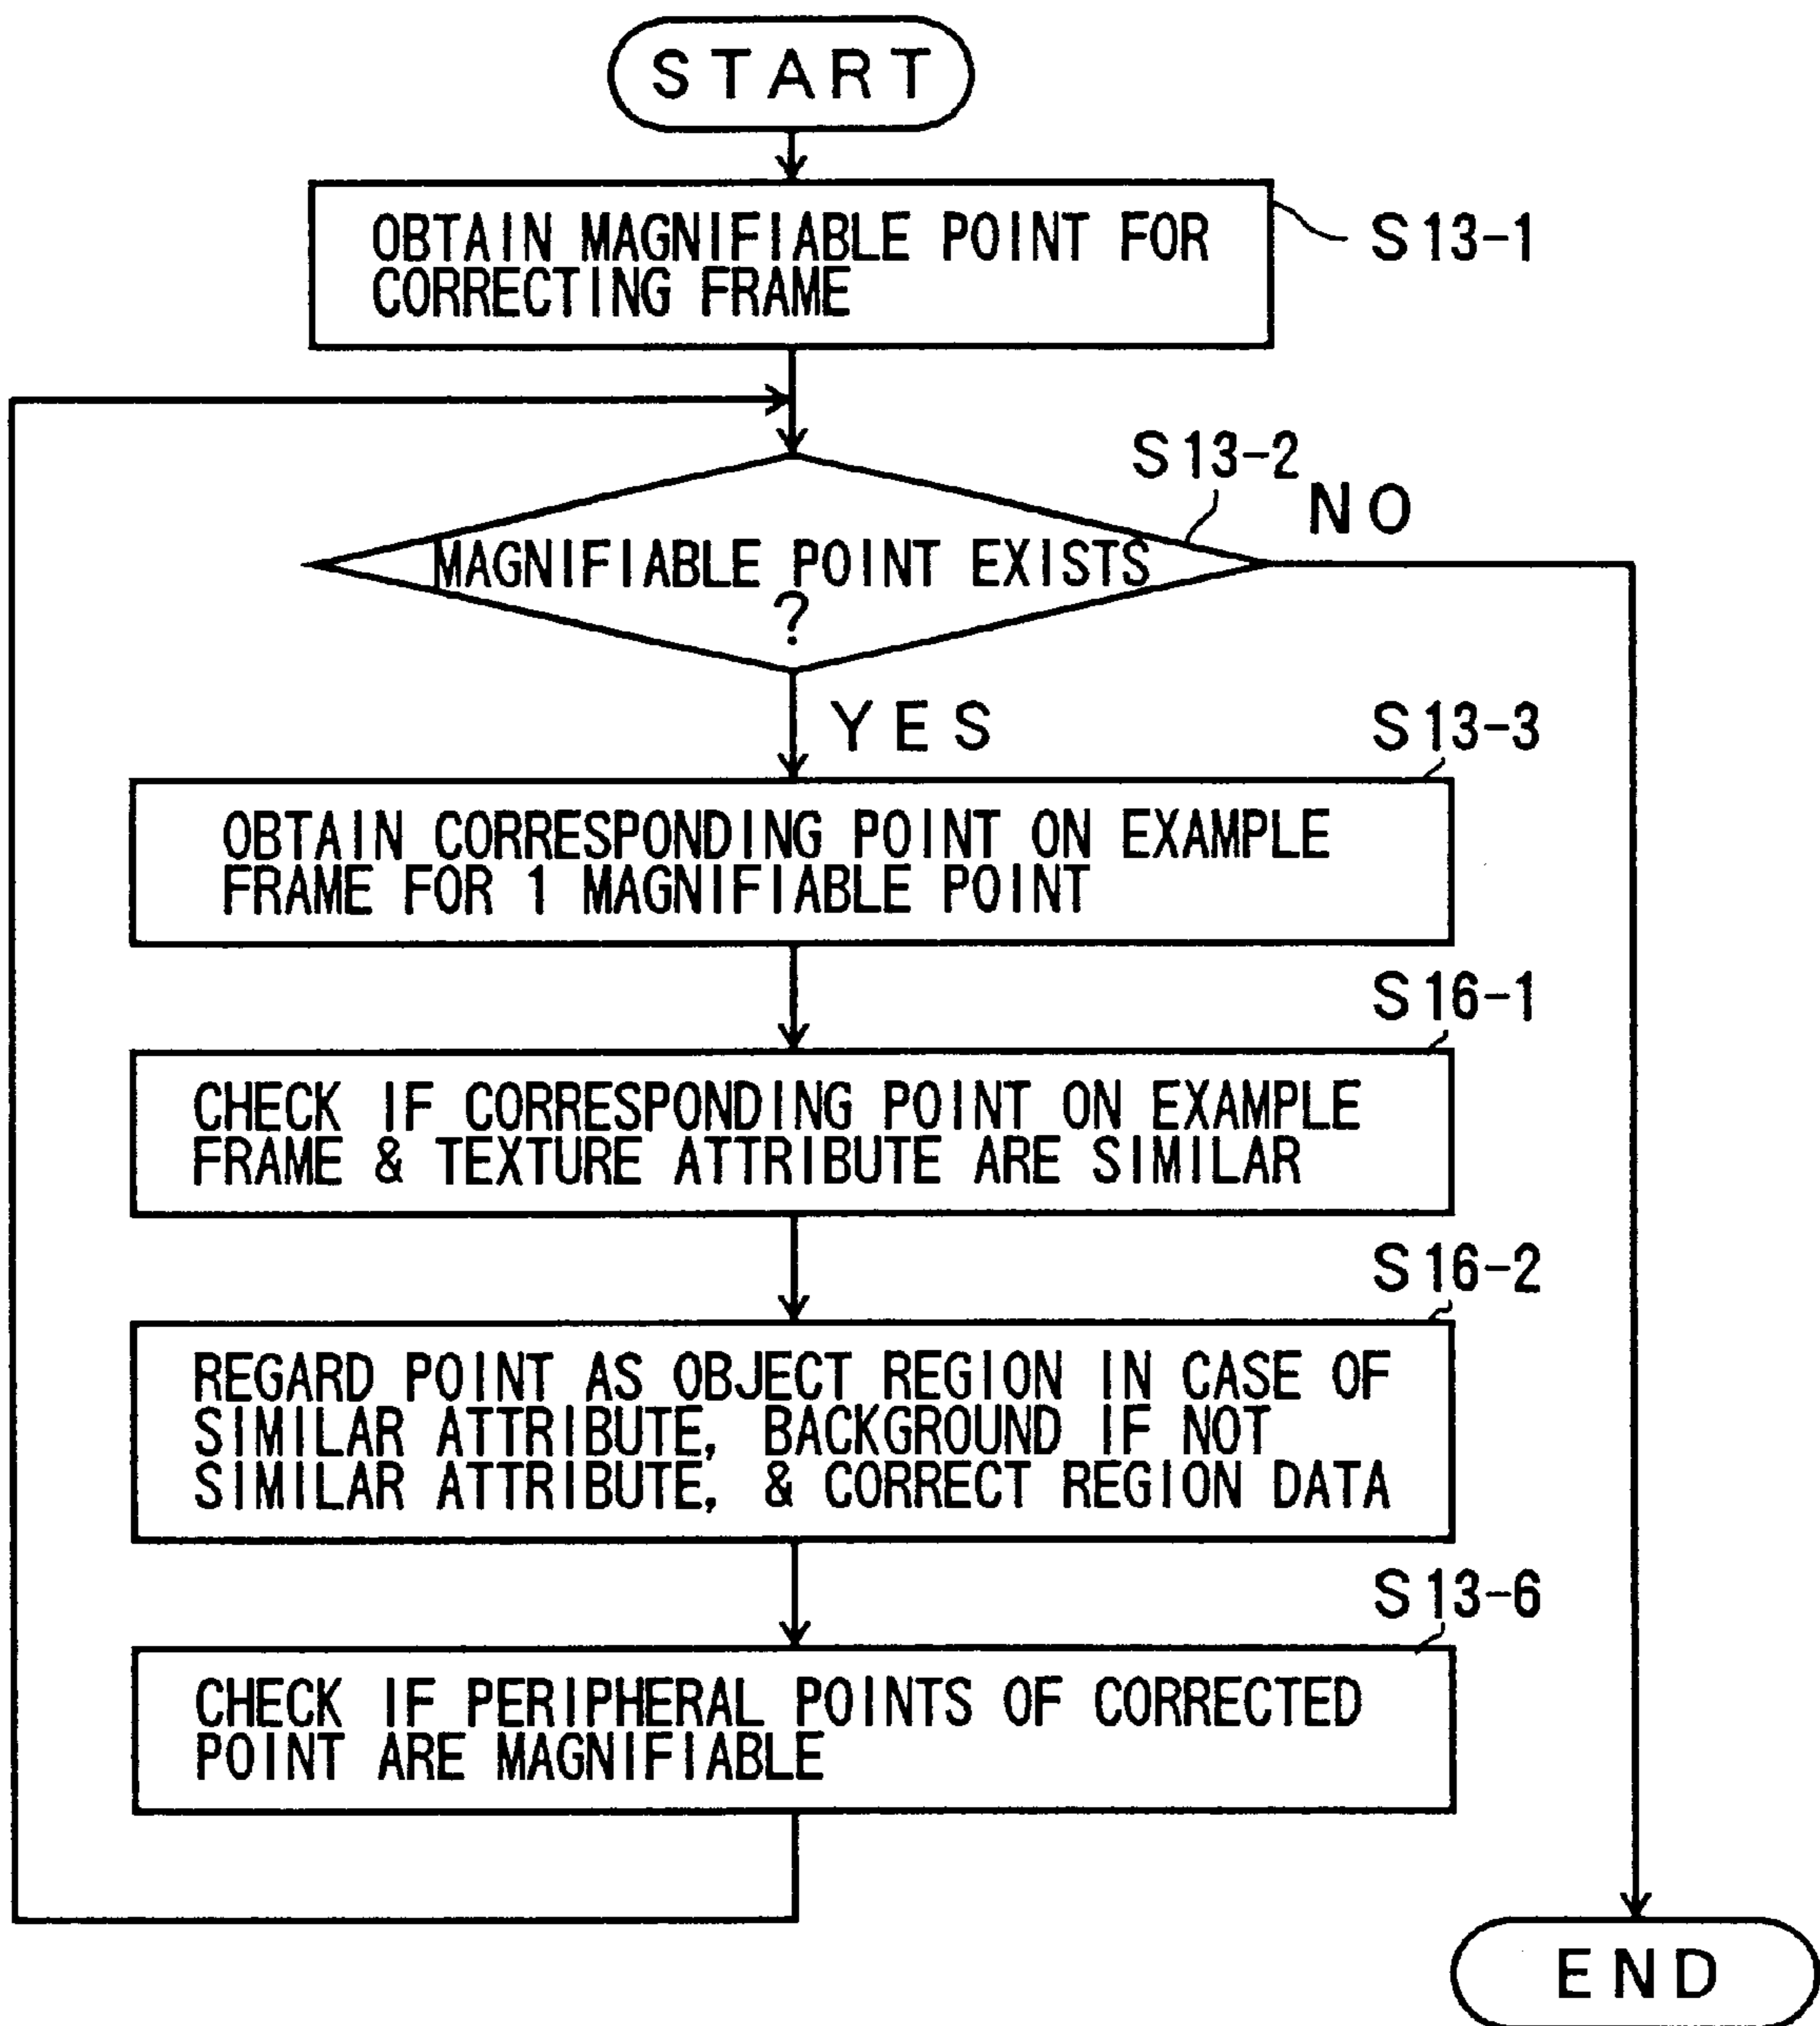 START
OBTAIN MAGNIFIABLE POINT FOR
CORRECTING FRAME
S13-1
S13-2
NO
MAGNIFIABLE POINT EXISTS
?
YES
S13-3
OBTAIN CORRESPONDING POINT ON EXAMPLE
FRAME FOR 1 MAGNIFIABLE POINT
S16-1
CHECK IF CORRESPONDING POINT ON EXAMPLE
FRAME & TEXTURE ATTRIBUTE ARE SIMILAR
S16-2
REGARD POINT AS OBJECT REGION IN CASE OF
SIMILAR ATTRIBUTE, BACKGROUND IF NOT
SIMILAR ATTRIBUTE, & CORRECT REGION DATA
S13-6
CHECK IF PERIPHERAL POINTS OF CORRECTED
POINT ARE MAGNIFIABLE
END